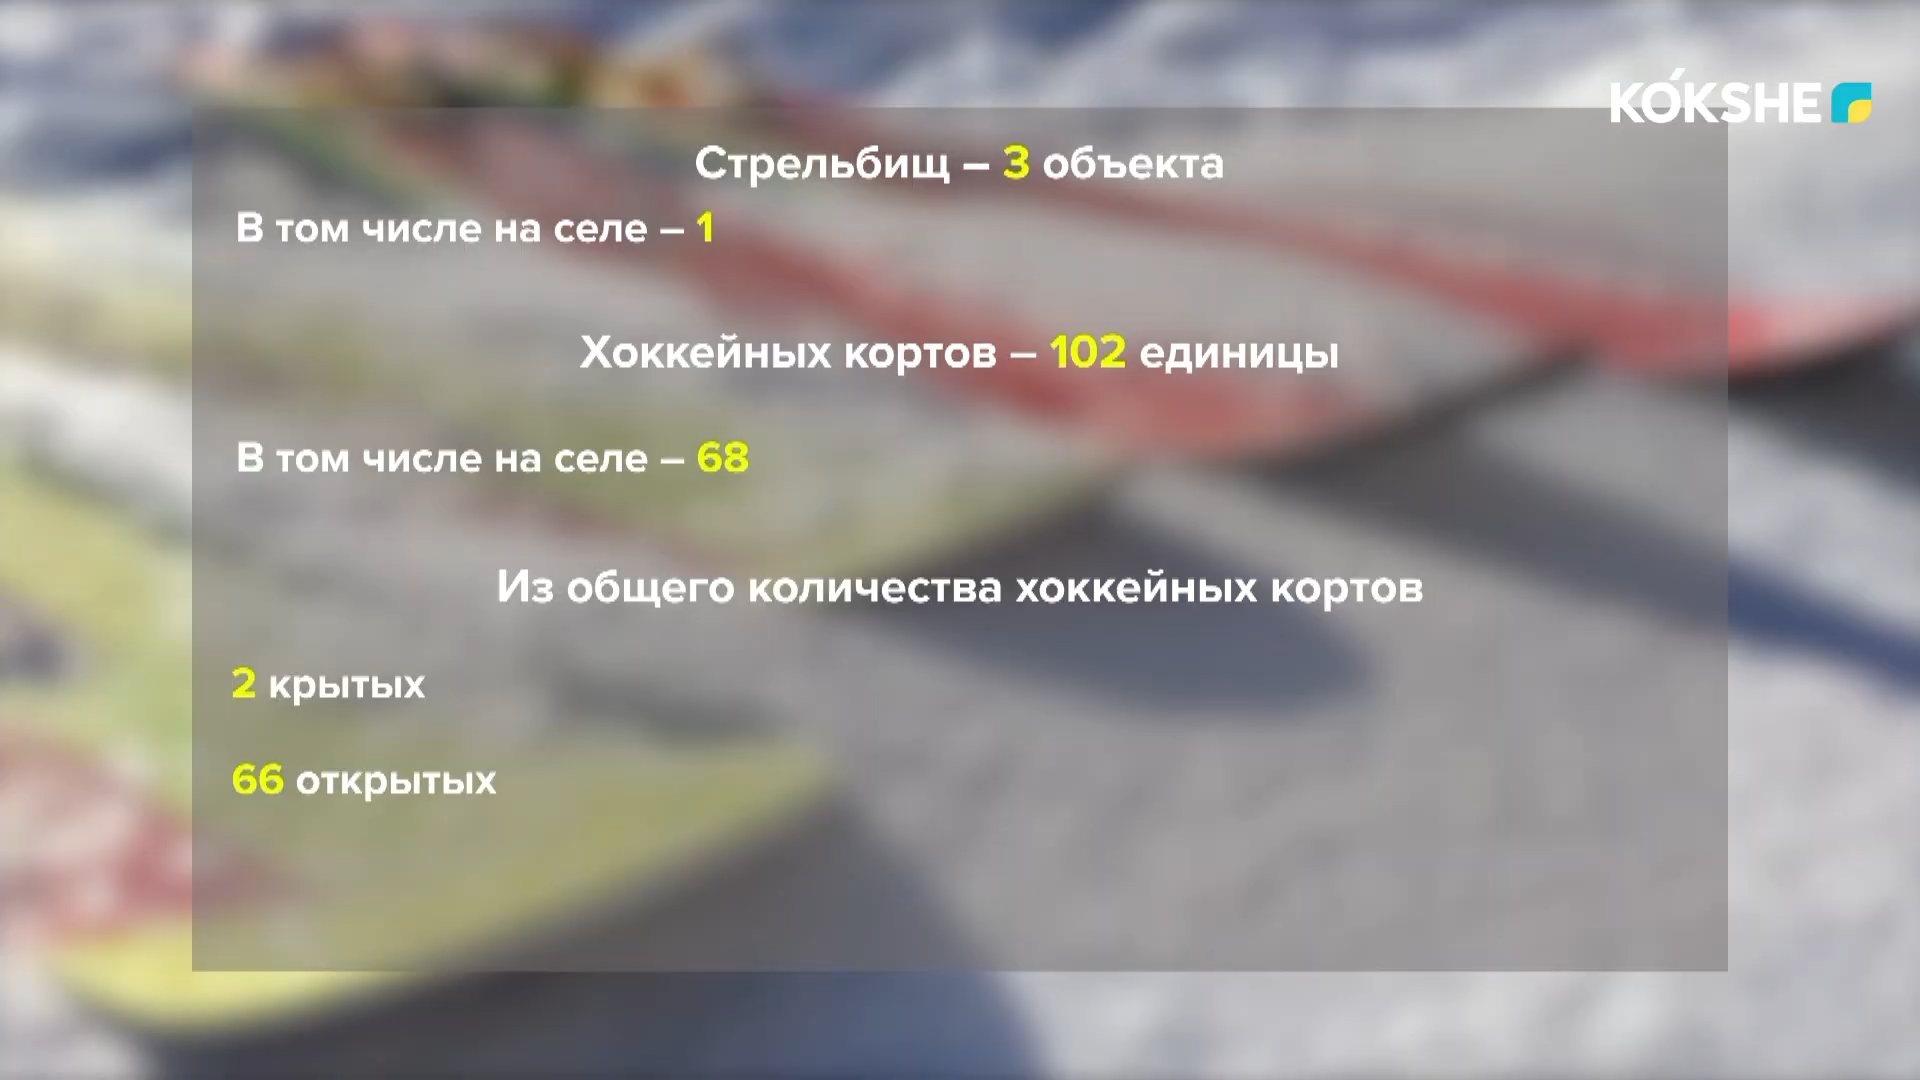 KÓKSHE
Стрельбищ – 3 объекта
В том числе на селе – 1
Хоккейных кортов – 102 единицы
В том числе на селе – 68
Из общего количества хоккейных кортов
2 крытых
66 открытых